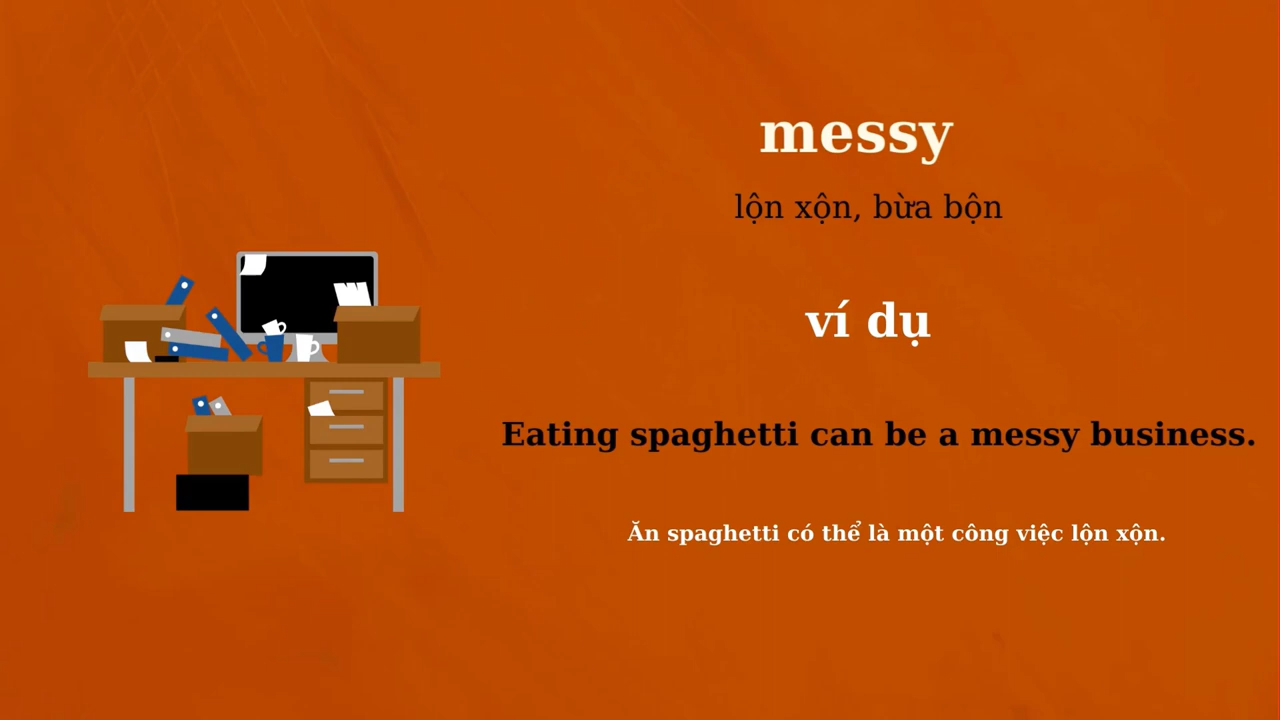 messy
lộn xộn, bừa bộn
ví dụ
Eating spaghetti can be a messy business.
Ăn spaghetti có thể là một công việc lộn xộn.